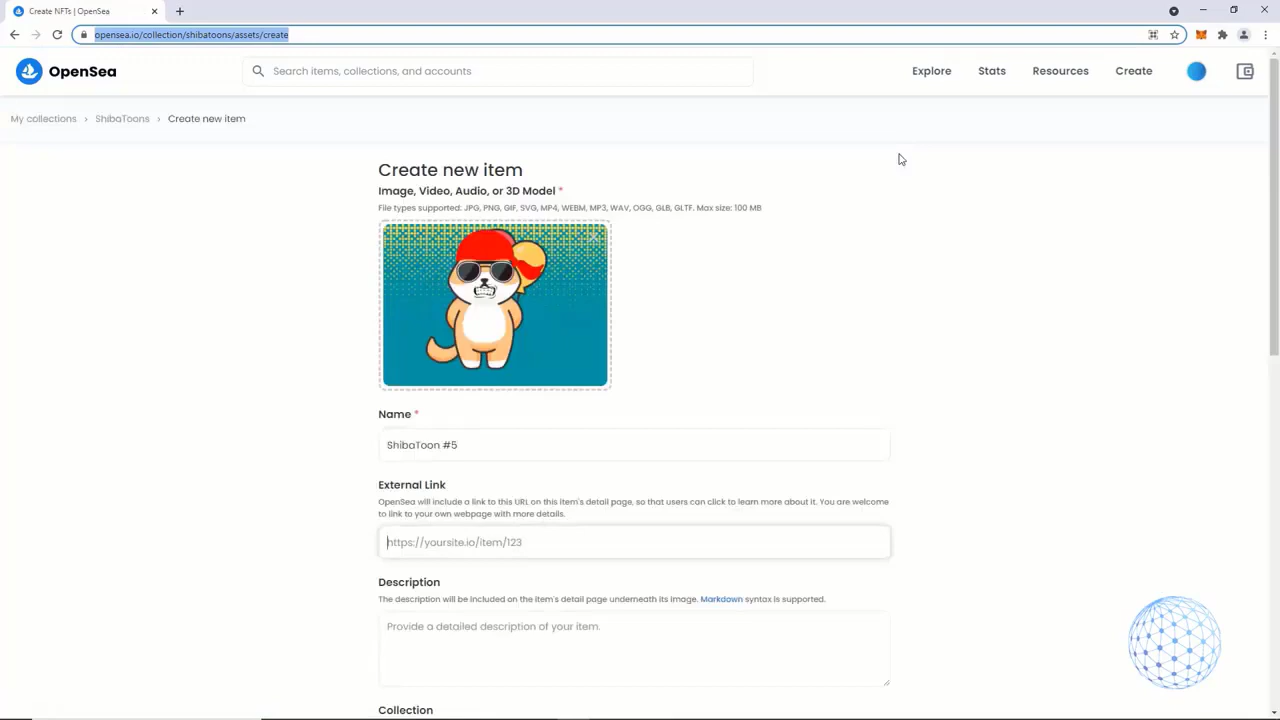 Create NFTs | OpenSea
opensea.io/collection/shibatoons/assets/create
OpenSea
Search items, collections, and accounts
Explore
Stats
Resources
Create
My collections › ShibaToons › Create new item
Create new item
Image, Video, Audio, or 3D Model *
File types supported: JPG, PNG, GIF, SVG, MP4, WEBM, MP3, WAV, OGG, GLB, GLTF. Max size: 100 MB
Name *
ShibaToon #5
External Link
OpenSea will include a link to this URL on this item's detail page, so that users can click to learn more about it. You are welcome
to link to your own webpage with more details.
https://yoursite.io/item/123
Description
The description will be included on the item's detail page underneath its image. Markdown syntax is supported.
Provide a detailed description of your item.
Collection